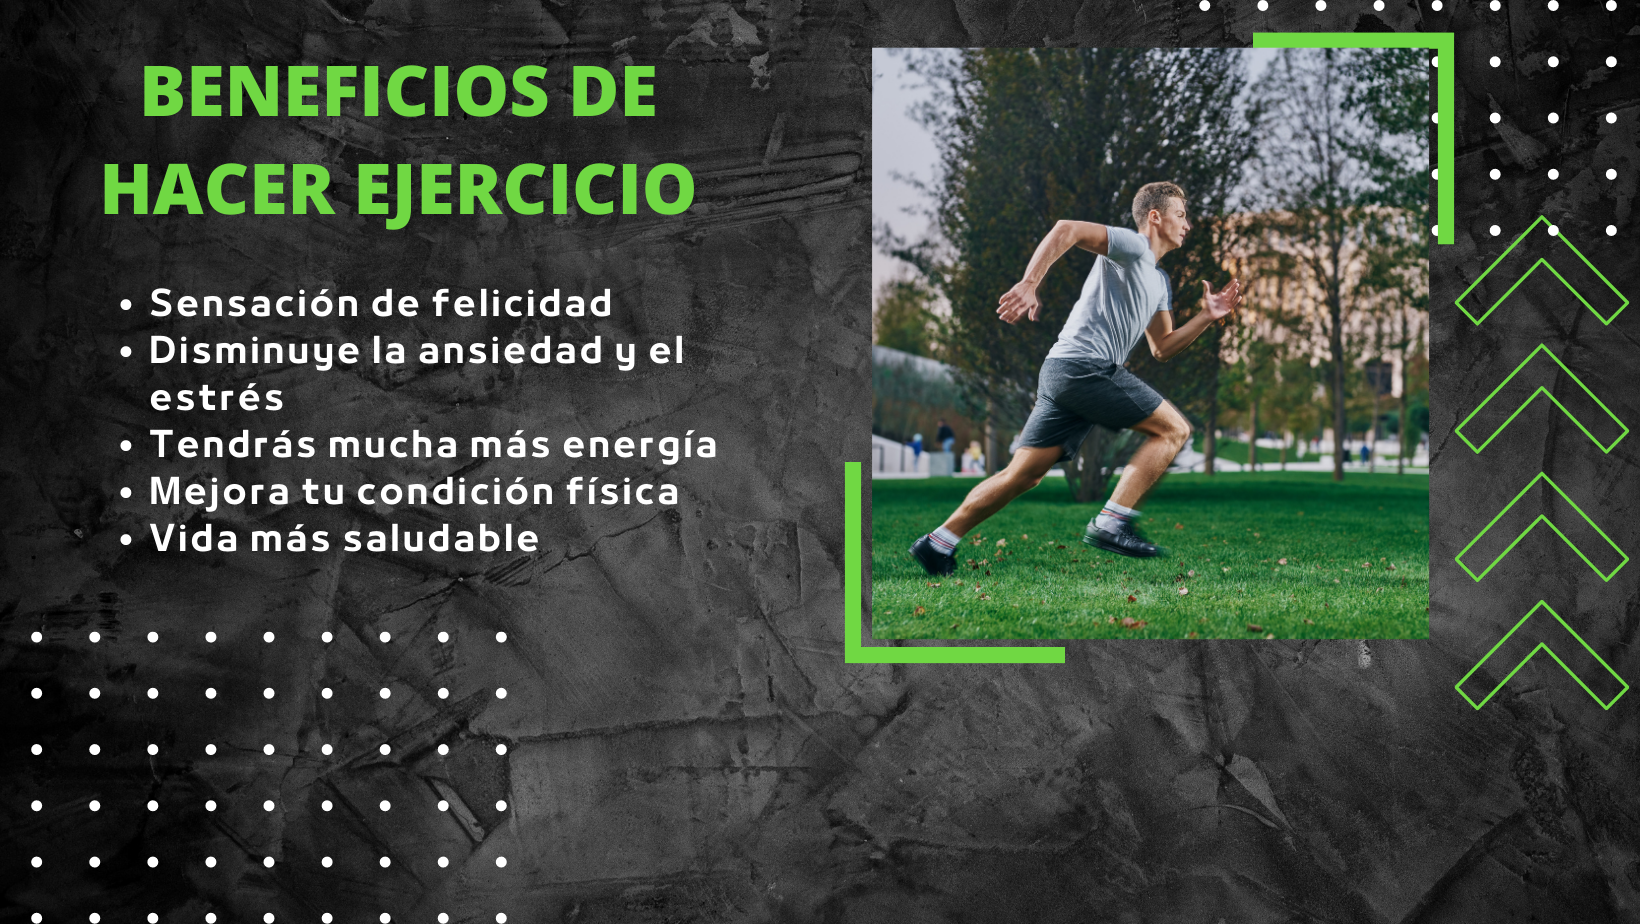 BENEFICIOS DE
HACER EJERCICIO
• Sensación de felicidad
• Disminuye la ansiedad y el
estrés
• Tendrás mucha más energía
• Mejora tu condición física
• Vida más saludable